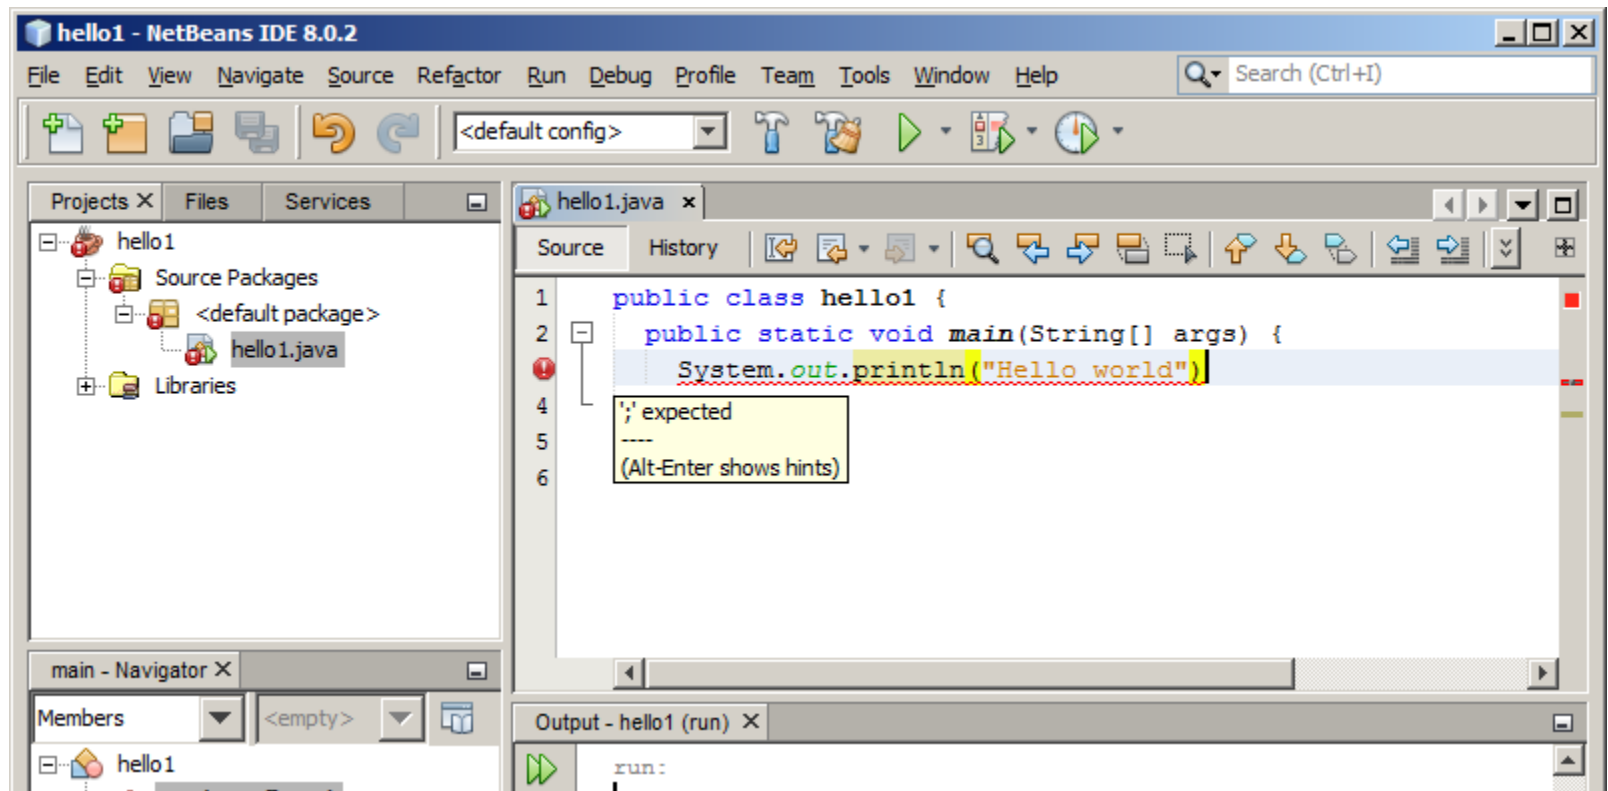 hello1 - NetBeans IDE 8.0.2
File Edit View Navigate Source Refactor Run Debug Profile Team Tools Window Help Search (Ctrl+I)
<default config>
Projects Files Services
hello1
Source Packages
<default package>
hello1.java
Libraries
hello1.java
Source History
1 public class hello1 {
2 public static void main(String[] args) {
System.out.println("Hello world")
4
5
6
';' expected
----
(Alt-Enter shows hints)
main - Navigator
Members <empty>
hello1
Output - hello1 (run)
run: